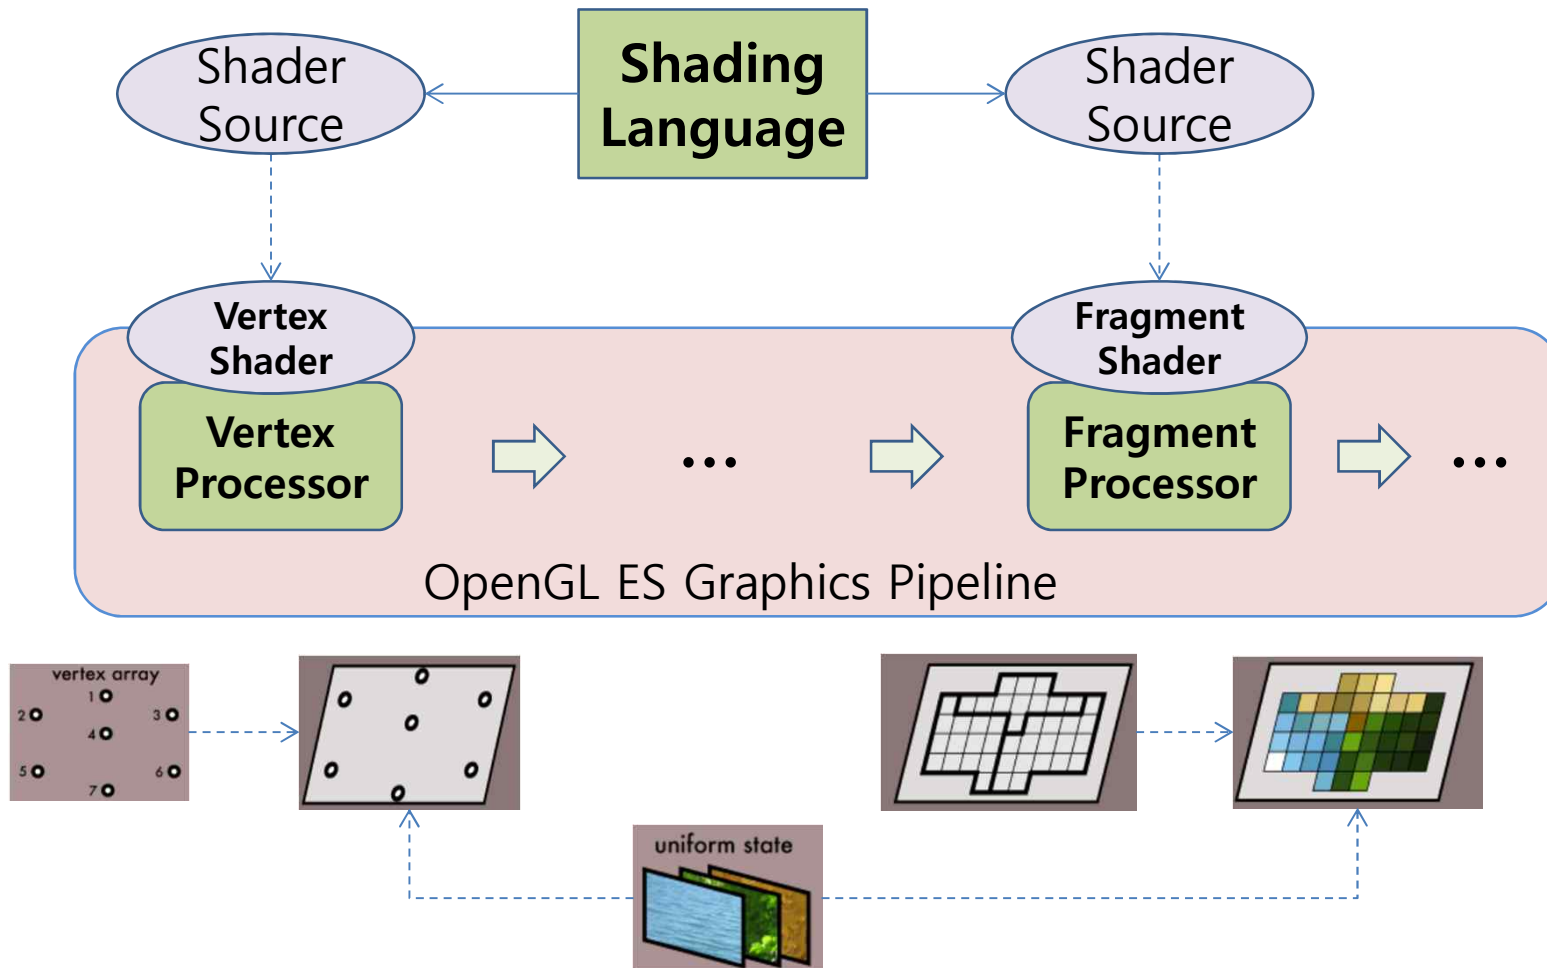 Shader
Source
Shading
Language
Shader
Source
Vertex
Shader
Fragment
Shader
Vertex
Processor
...
Fragment
Processor
...
OpenGL ES Graphics Pipeline
vertex array
1
2
3
4
5
6
7
uniform state